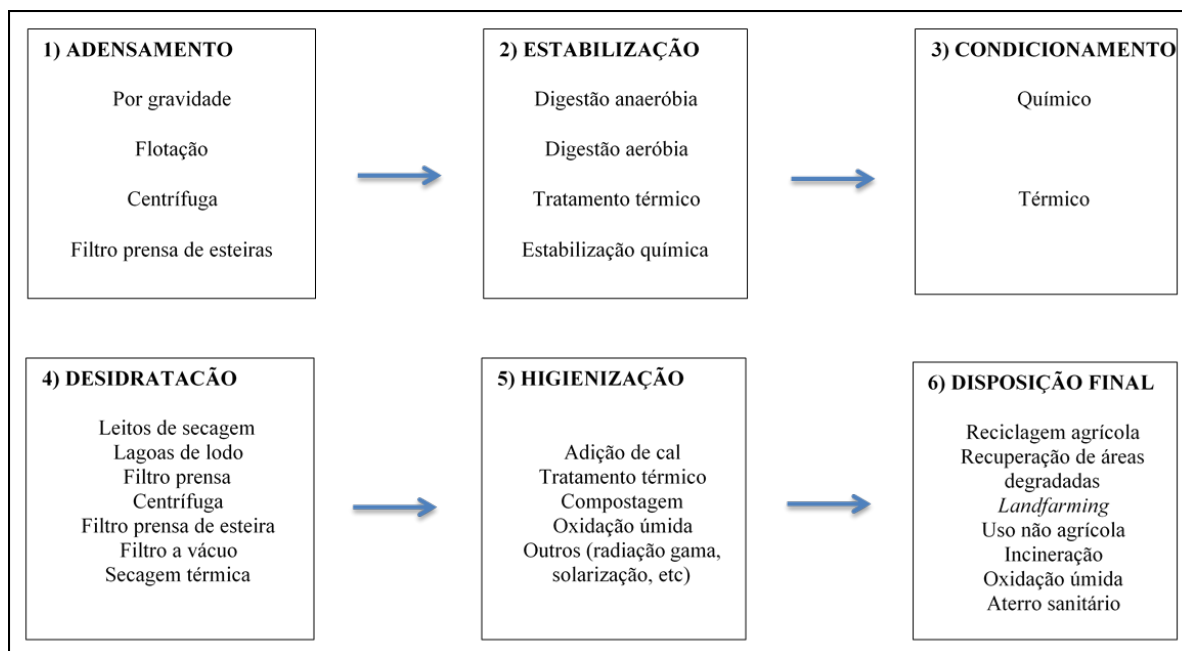 1) ADENSAMENTO
Por gravidade
Flotação
Centrífuga
Filtro prensa de esteiras
2) ESTABILIZAÇÃO
Digestão anaeróbia
Digestão aeróbia
Tratamento térmico
Estabilização química
3) CONDICIONAMENTO
Químico
Térmico
4) DESIDRATACÃO
Leitos de secagem
Lagoas de lodo
Filtro prensa
Centrífuga
Filtro prensa de esteira
Filtro a vácuo
Secagem térmica
5) HIGIENIZAÇÃO
Adição de cal
Tratamento térmico
Compostagem
Oxidação úmida
Outros (radiação gama,
solarização, etc)
6) DISPOSIÇÃO FINAL
Reciclagem agrícola
Recuperação de áreas
degradadas
Landfarming
Uso não agrícola
Incineração
Oxidação úmida
Aterro sanitário